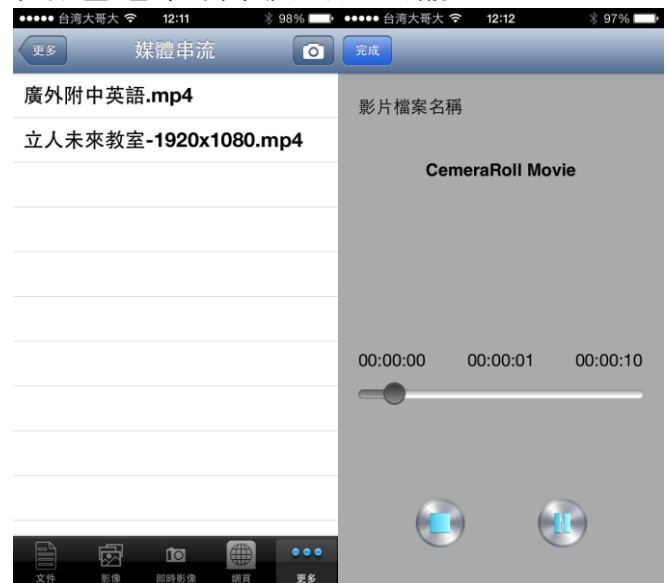 台湾大哥大 12:11 98%
更多 媒體串流
廣外附中英語.mp4
立人未來教室-1920x1080.mp4
文件 影像 即時影像 網頁 更多
台湾大哥大 12:12 97%
完成
影片檔案名稱
CemeraRoll Movie
00:00:00 00:00:01 00:00:10